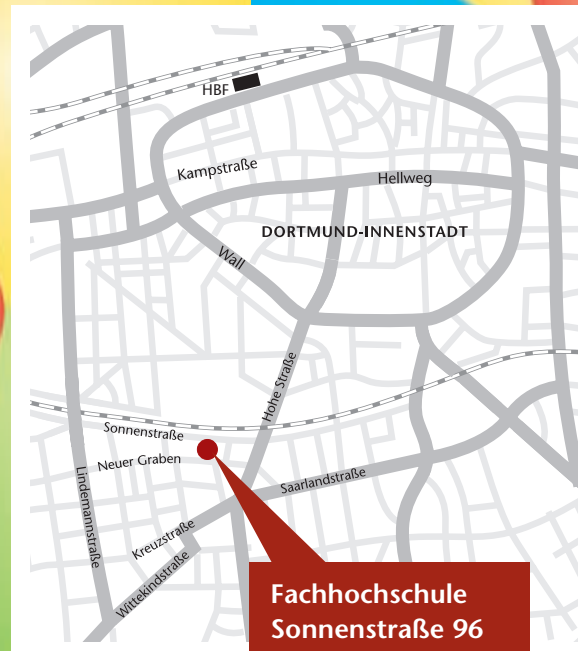 HBF
Kampstraße
Hellweg
DORTMUND-INNENSTADT
Wall
Hohe Straße
Sonnenstraße
Neuer Graben
Lindemannstraße
Saarlandstraße
Kreuzstraße
Wittekindstraße
Fachhochschule
Sonnenstraße 96